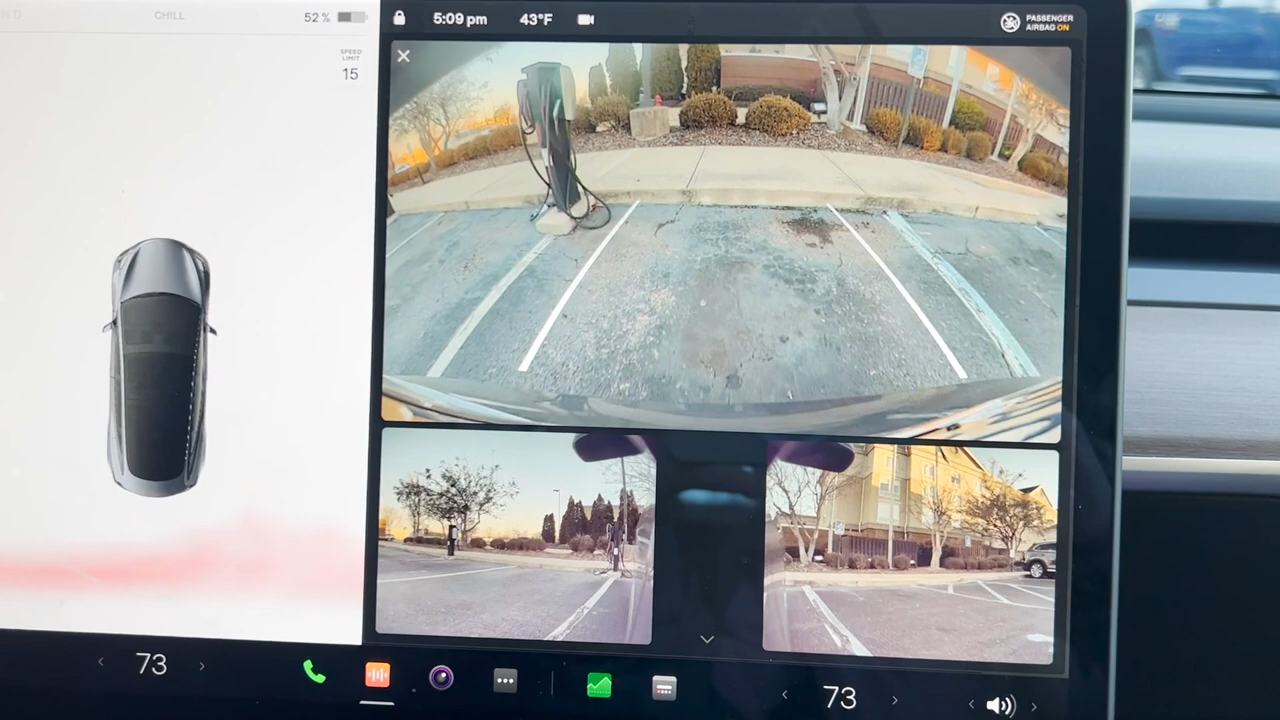 N D
CHILL
52 %
SPEED
LIMIT
15
5:09 pm
43°F
PASSENGER
AIRBAG ON
73
73